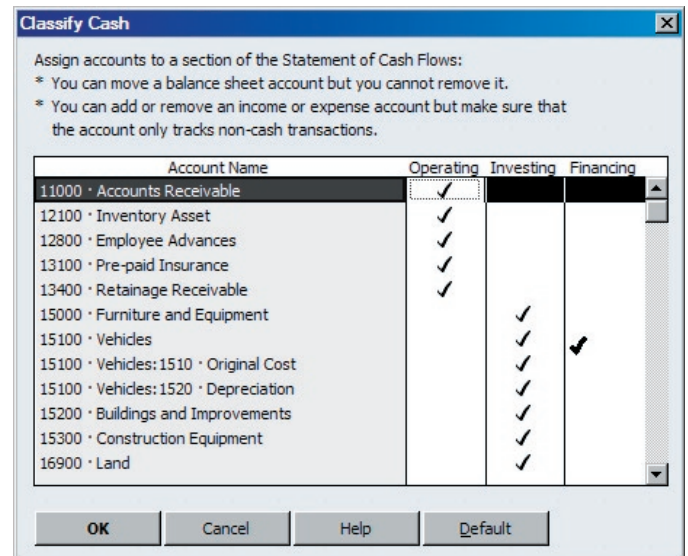 Classify Cash
Assign accounts to a section of the Statement of Cash Flows:
* You can move a balance sheet account but you cannot remove it.
* You can add or remove an income or expense account but make sure that
the account only tracks non-cash transactions.
Account Name Operating Investing Financing
11000 · Accounts Receivable ✓
12100 · Inventory Asset ✓
12800 · Employee Advances ✓
13100 · Pre-paid Insurance ✓
13400 · Retainage Receivable ✓
15000 · Furniture and Equipment ✓
15100 · Vehicles ✓ ✓
15100 · Vehicles:1510 · Original Cost ✓
15100 · Vehicles:1520 · Depreciation ✓
15200 · Buildings and Improvements ✓
15300 · Construction Equipment ✓
16900 · Land ✓
OK Cancel Help Default